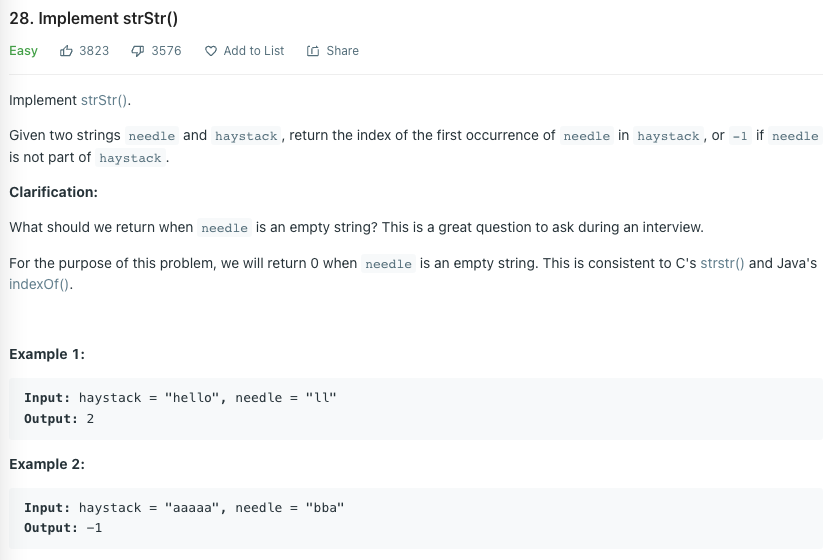 28. Implement strStr()
Easy 3823 3576 Add to List Share
Implement strStr().
Given two strings needle and haystack, return the index of the first occurrence of needle in haystack, or -1 if needle
is not part of haystack.
Clarification:
What should we return when needle is an empty string? This is a great question to ask during an interview.
For the purpose of this problem, we will return 0 when needle is an empty string. This is consistent to C's strstr() and Java's
indexOf().
Example 1:
Input: haystack = "hello", needle = "ll"
Output: 2
Example 2:
Input: haystack = "aaaaa", needle = "bba"
Output: -1